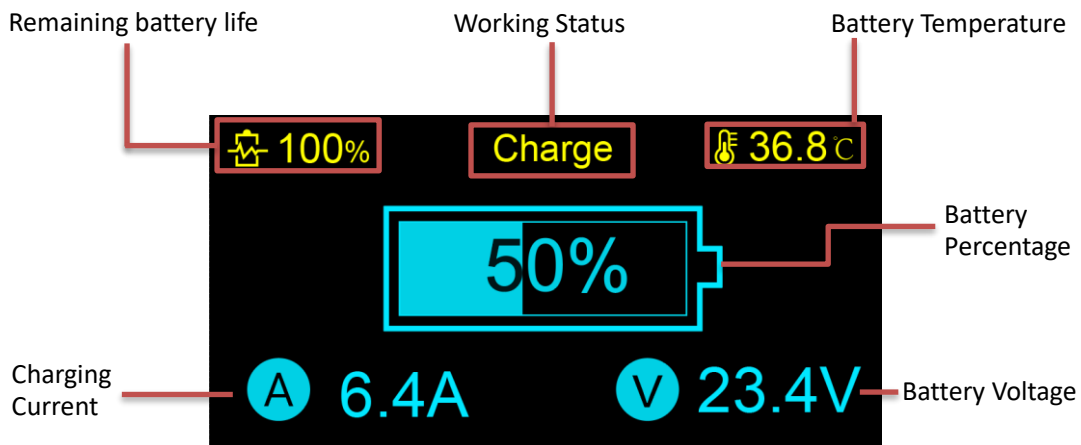 Remaining battery life
Working Status
Battery Temperature
100%
Charge
36.8℃
50%
Battery
Percentage
Charging
Current
A 6.4A
V 23.4V
Battery Voltage